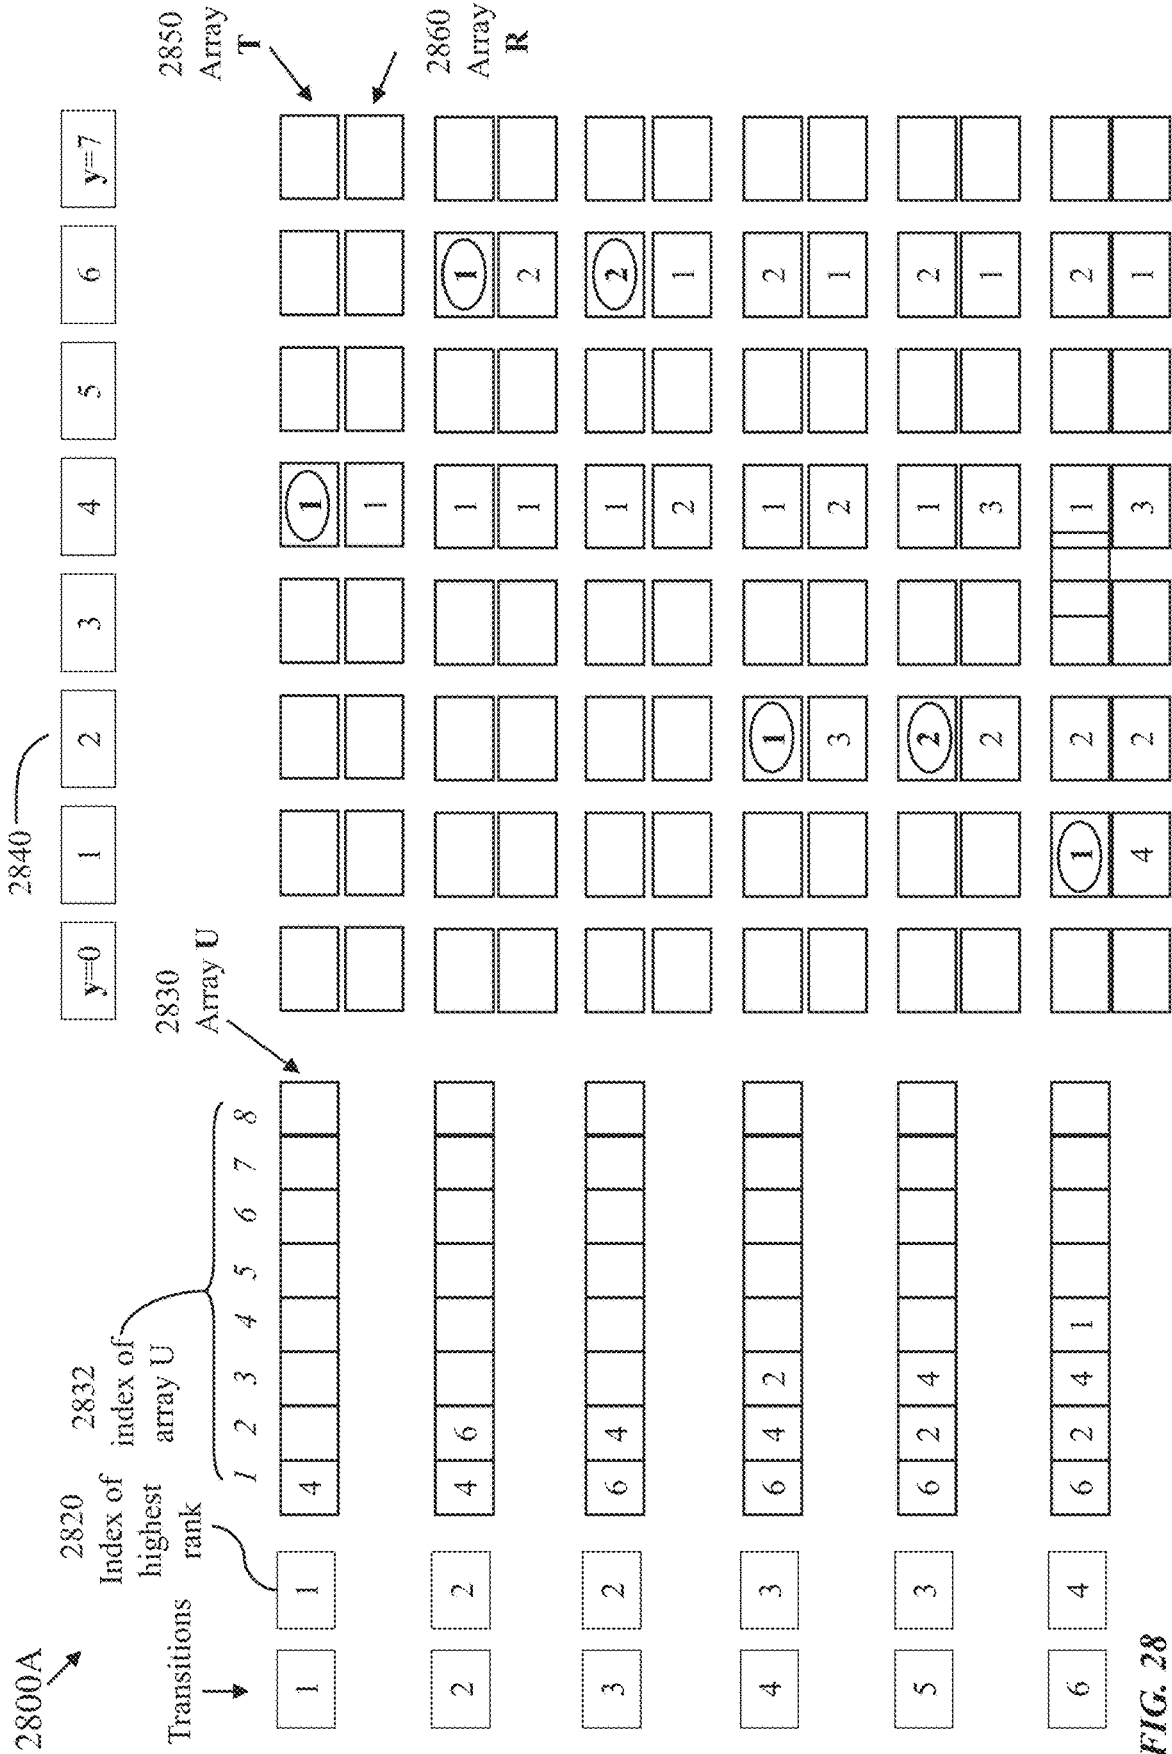 2800A
2840
y=0 1 2 3 4 5 6 y=7
2820
Index of
highest
rank
2832
index of
array U
2830
Array U
2850
Array
T
Transitions
1 2 3 4 5 6 7 8
1 1 4 1
1
2860
Array
R
2 2 4 6 1 1
1 2
3 2 6 4 1 2
2 1
4 3 6 4 2 1 1 2
3 2 1
5 3 6 2 4 2 1 2
2 3 1
6 4 6 2 4 1 1 2 1 2
4 2 3 1
FIG. 28